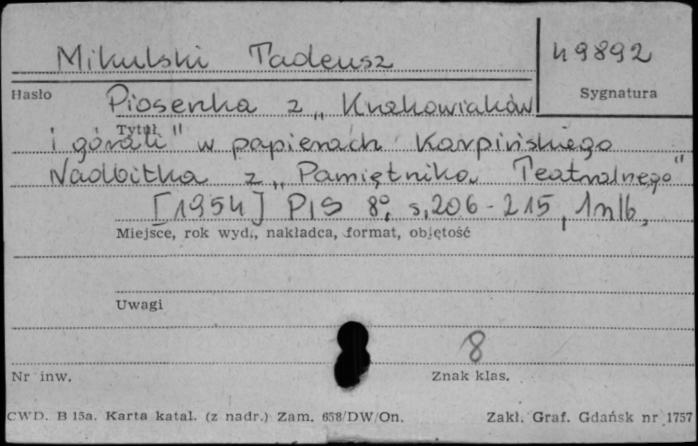 Mikulski Tadeusz
49892
Hasło
Sygnatura
Piosenka z „Krakowiaków
Tytuł
i górali" w papierach Karpińskiego
Nadbitka z „Pamiętnika Teatralnego"
[1954] PIS 8°, s, 206-215, 1 nlb,
Miejsce, rok wyd., nakładca, format, objętość
Uwagi
8
Nr inw.
Znak klas.
CWD. B 15a. Karta katal. (z nadr.) Zam. 658/DW/On.
Zakł. Graf. Gdańsk nr 1757